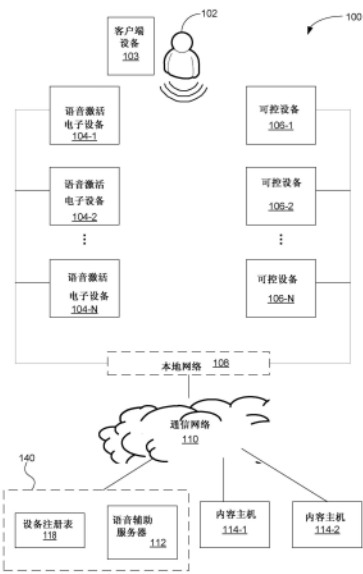 102
100
客户端
设备
103
语音激活
电子设备
104-1
可控设备
106-1
语音激活
电子设备
104-2
可控设备
106-2
语音激活
电子设备
104-N
可控设备
106-N
本地网络 108
通信网络
110
140
设备注册表
118
语音辅助
服务器
112
内容主机
114-1
内容主机
114-2